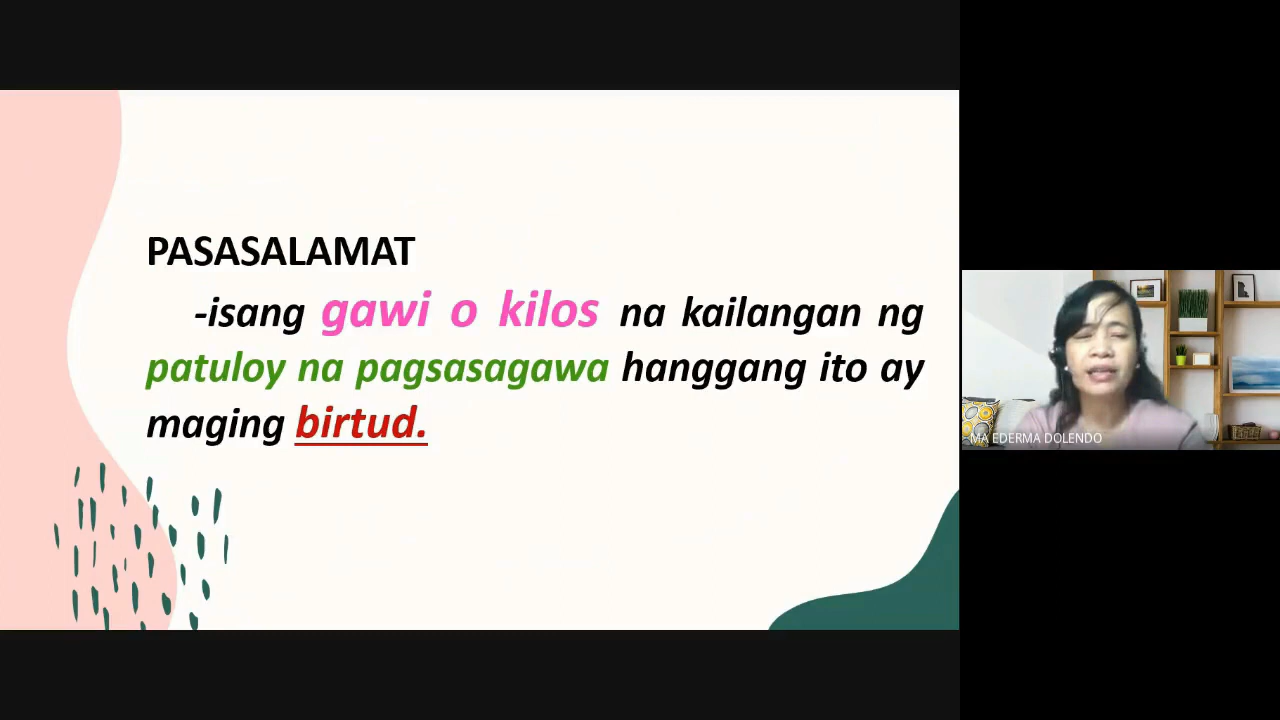 PASASALAMAT
-isang gawi o kilos na kailangan ng
patuloy na pagsasagawa hanggang ito ay
maging birtud.
MA EDERMA DOLENDO